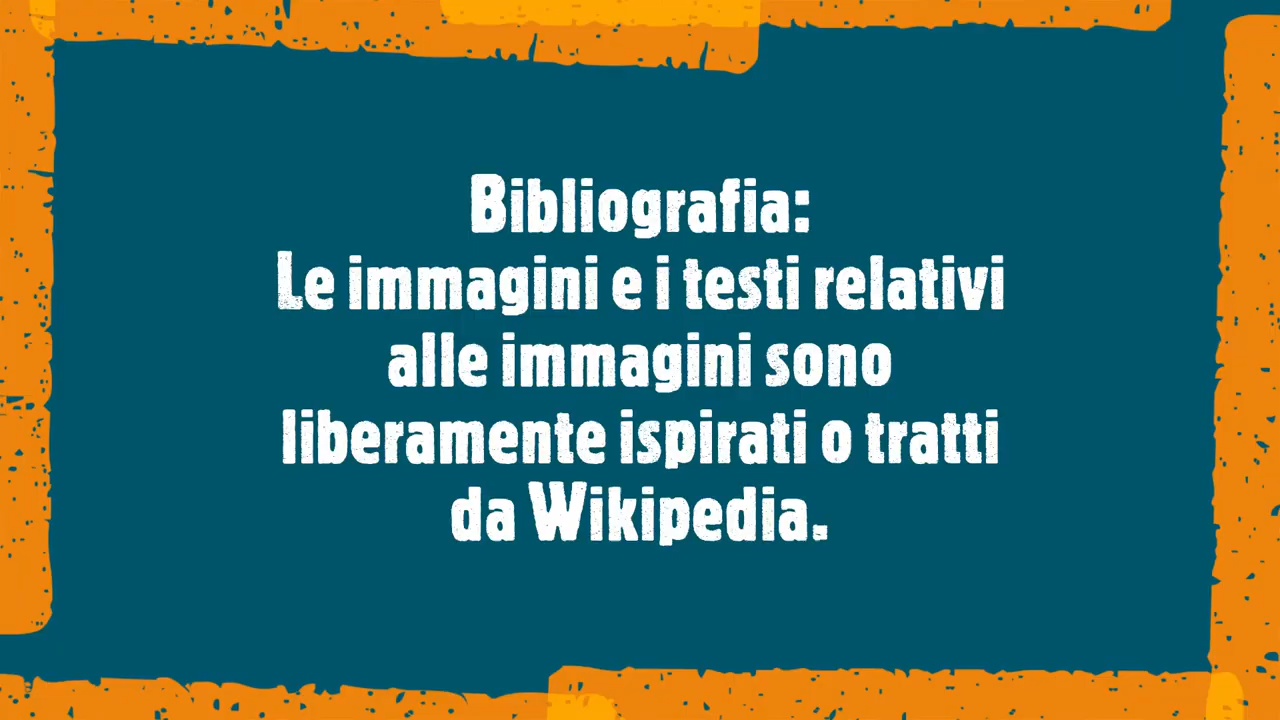 Bibliografia:
Le immagini e i testi relativi
alle immagini sono
liberamente ispirati o tratti
da Wikipedia.